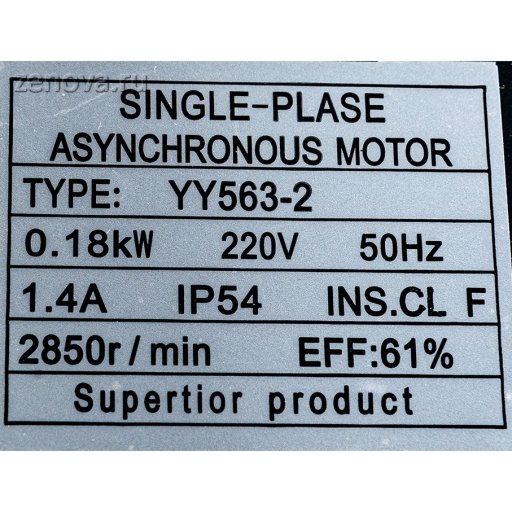 zenova.ru
SINGLE-PLASE
ASYNCHRONOUS MOTOR
TYPE: YY563-2
0.18kW 220V 50Hz
1.4A IP54 INS.CL F
2850r/min EFF:61%
Supertior product